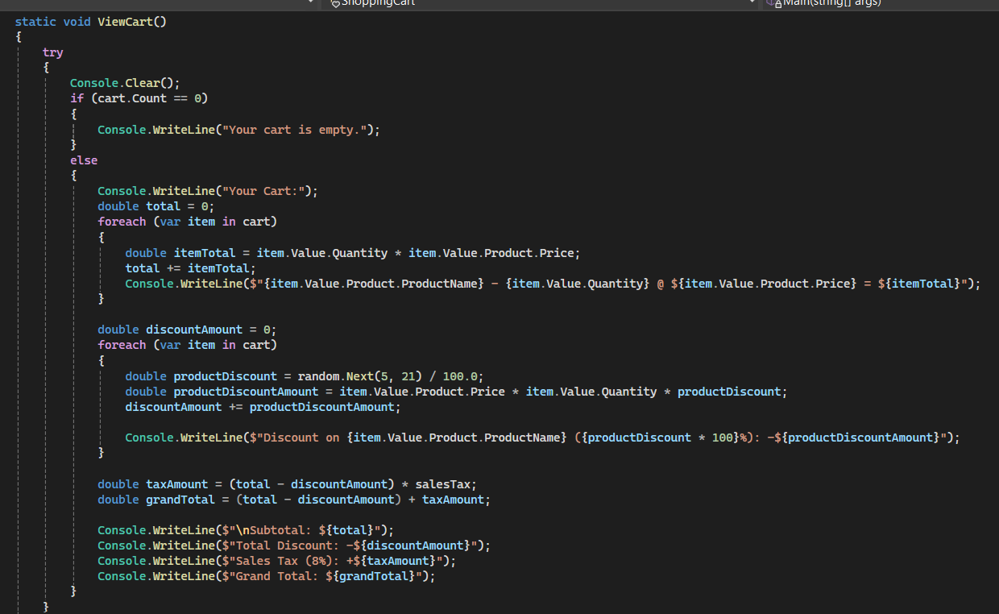 ShoppingCart Main(string[] args)
static void ViewCart()
{
    try
    {
        Console.Clear();
        if (cart.Count == 0)
        {
            Console.WriteLine("Your cart is empty.");
        }
        else
        {
            Console.WriteLine("Your Cart:");
            double total = 0;
            foreach (var item in cart)
            {
                double itemTotal = item.Value.Quantity * item.Value.Product.Price;
                total += itemTotal;
                Console.WriteLine($"{item.Value.Product.ProductName} - {item.Value.Quantity} @ ${item.Value.Product.Price} = ${itemTotal}");
            }

            double discountAmount = 0;
            foreach (var item in cart)
            {
                double productDiscount = random.Next(5, 21) / 100.0;
                double productDiscountAmount = item.Value.Product.Price * item.Value.Quantity * productDiscount;
                discountAmount += productDiscountAmount;

                Console.WriteLine($"Discount on {item.Value.Product.ProductName} ({productDiscount * 100}%): -${productDiscountAmount}");
            }

            double taxAmount = (total - discountAmount) * salesTax;
            double grandTotal = (total - discountAmount) + taxAmount;

            Console.WriteLine($"\nSubtotal: ${total}");
            Console.WriteLine($"Total Discount: -${discountAmount}");
            Console.WriteLine($"Sales Tax (8%): +${taxAmount}");
            Console.WriteLine($"Grand Total: ${grandTotal}");
        }
    }